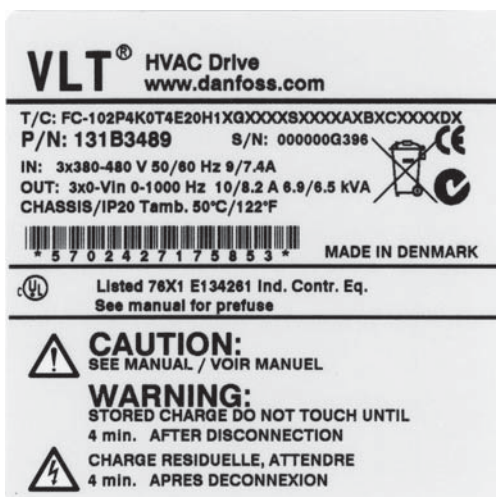 VLT® HVAC Drive
www.danfoss.com
T/C: FC-102P4K0T4E20H1XGXXXXSXXXXAXBXCXXXXDX
P/N: 131B3489 S/N: 000000G396
IN: 3x380-480 V 50/60 Hz 9/7.4A
OUT: 3x0-Vin 0-1000 Hz 10/8.2 A 6.9/6.5 kVA
CHASSIS/IP20 Tamb. 50°C/122°F
*5702427175853* MADE IN DENMARK
c UL Listed 76X1 E134261 Ind. Contr. Eq.
See manual for prefuse
CAUTION:
SEE MANUAL / VOIR MANUEL
WARNING:
STORED CHARGE DO NOT TOUCH UNTIL
4 min. AFTER DISCONNECTION
CHARGE RESIDUELLE, ATTENDRE
4 min. APRES DECONNEXION